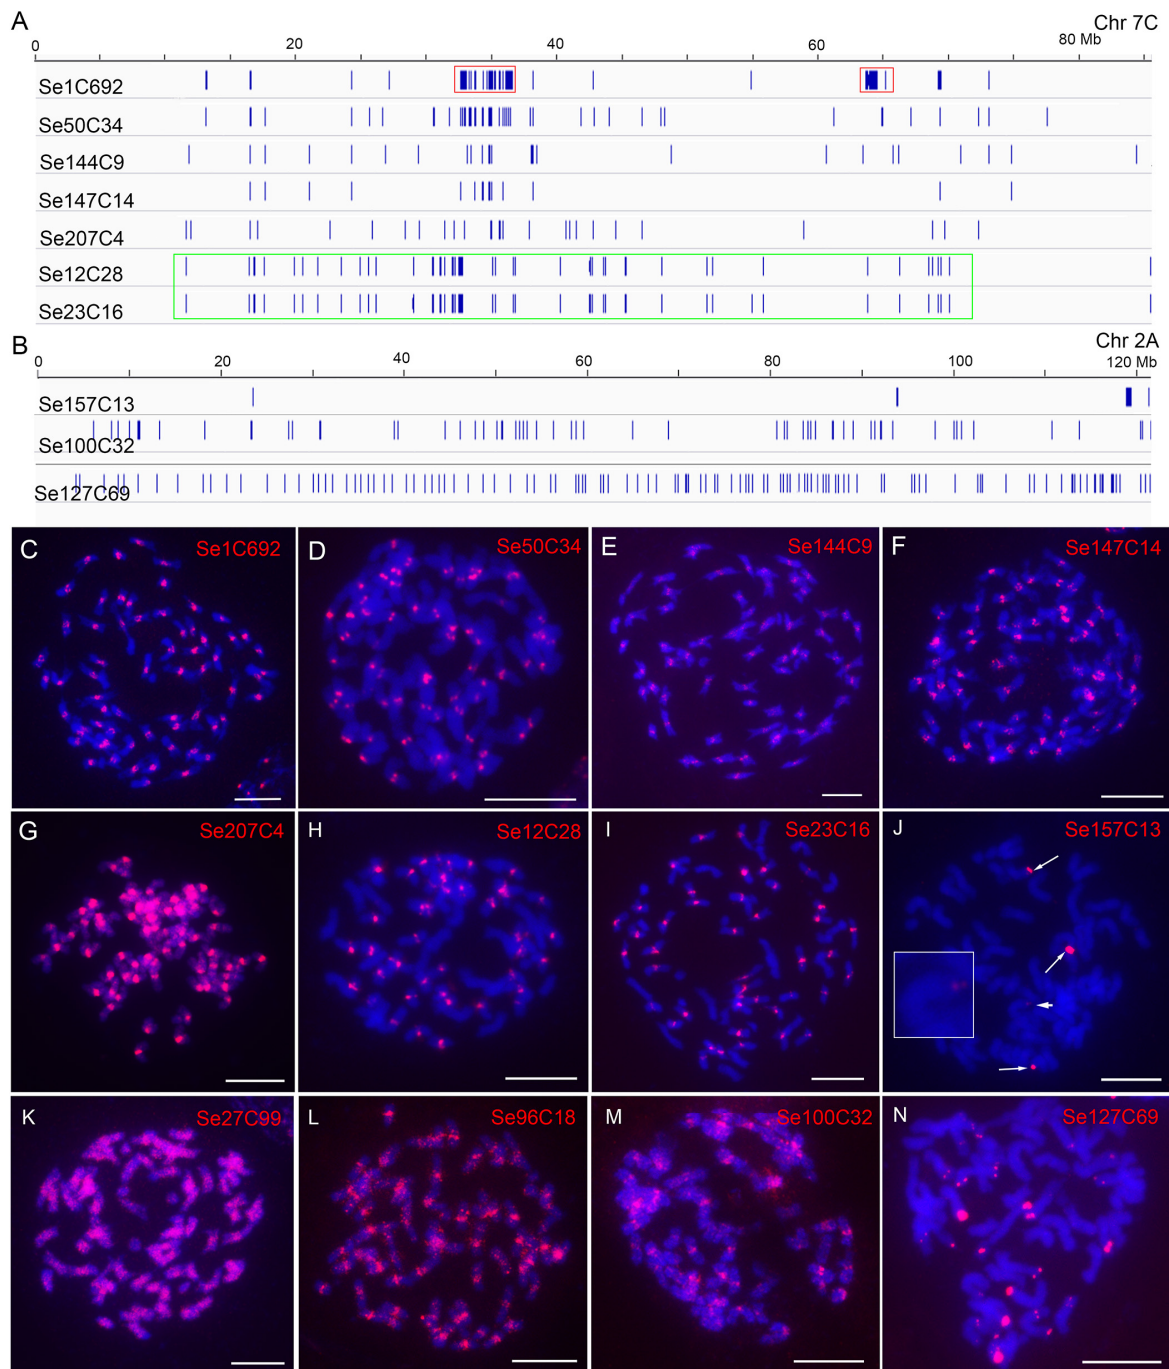 A
Chr 7C
0 20 40 60 80 Mb
Se1C692
Se50C34
Se144C9
Se147C14
Se207C4
Se12C28
Se23C16
B
Chr 2A
0 20 40 60 80 100 120 Mb
Se157C13
Se100C32
Se127C69
C Se1C692
D Se50C34
E Se144C9
F Se147C14
G Se207C4
H Se12C28
I Se23C16
J Se157C13
K Se27C99
L Se96C18
M Se100C32
N Se127C69